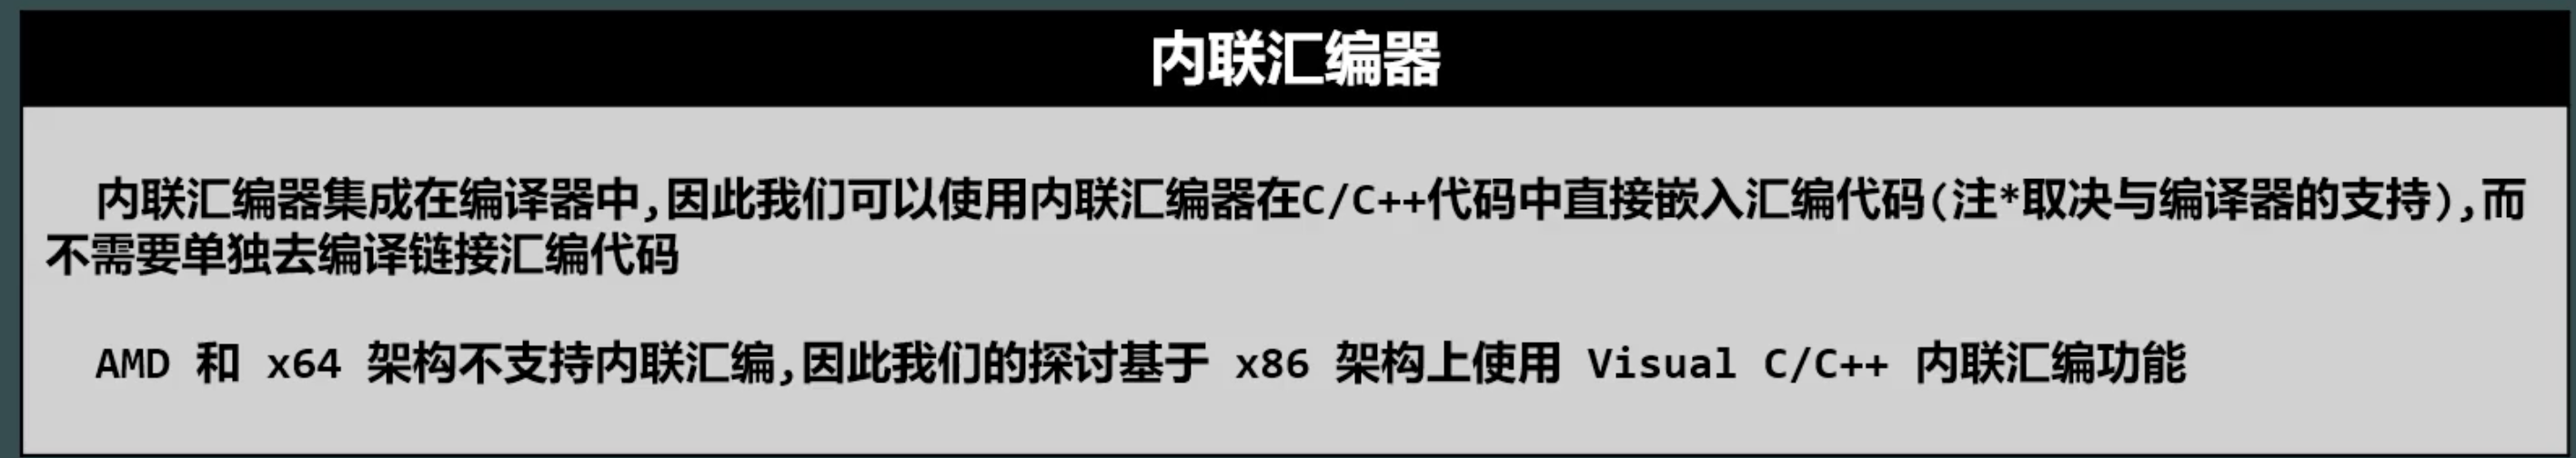 内联汇编器
内联汇编器集成在编译器中,因此我们可以使用内联汇编器在C/C++代码中直接嵌入汇编代码(注*取决与编译器的支持),而
不需要单独去编译链接汇编代码
AMD 和 x64 架构不支持内联汇编,因此我们的探讨基于 x86 架构上使用 Visual C/C++ 内联汇编功能